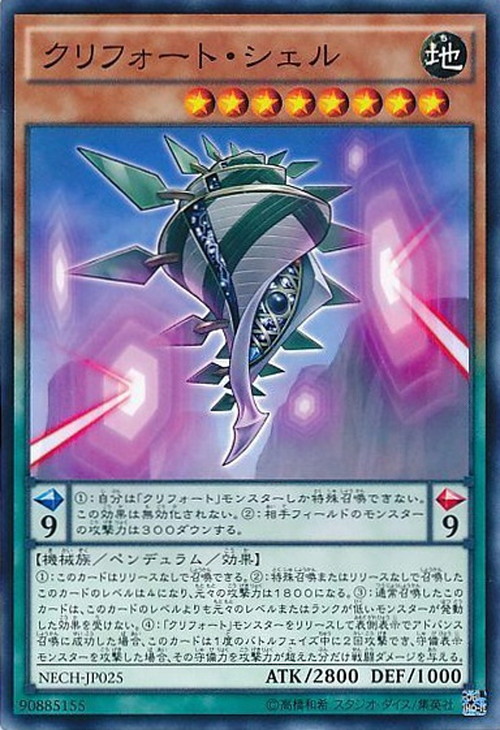 クリフォート・シェル
地
9
①:自分は「クリフォート」モンスターしか特殊召喚できない。
この効果は無効化されない。②:相手フィールドのモンスター
の攻撃力は300ダウンする。
9
【機械族/ペンデュラム/効果】
①:このカードはリリースなしで召喚できる。②:特殊召喚またはリリースなしで召喚した
このカードのレベルは4になり、元々の攻撃力は1800になる。③:通常召喚したこの
カードは、このカードのレベルよりも元々のレベルまたはランクが低いモンスターが発動
した効果を受けない。④:「クリフォート」モンスターをリリースして表側表示でアドバンス
召喚に成功した場合、このカードは1度のバトルフェイズ中に2回攻撃でき、守備表示
モンスターを攻撃した場合、その守備力を攻撃力が超えた分だけ戦闘ダメージを与える。
NECH-JP025
ATK/2800 DEF/1000
90885155
©高橋和希 スタジオ・ダイス/集英社